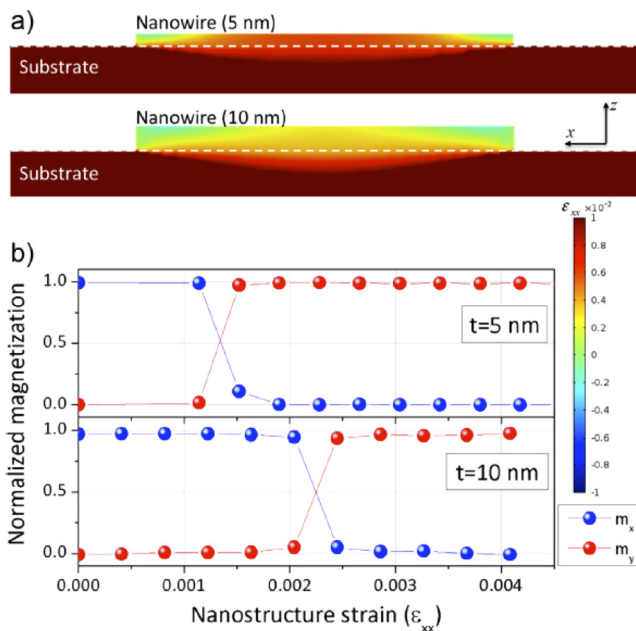 a)
Nanowire (5 nm)
Substrate
Nanowire (10 nm)
Substrate
z
x
εxx ×10⁻²
1
0.8
0.6
0.4
0.2
0
-0.2
-0.4
-0.6
-0.8
-1
b)
Normalized magnetization
1.0
0.5
0.0
t=5 nm
1.0
0.5
0.0
t=10 nm
0.000 0.001 0.002 0.003 0.004
Nanostructure strain (εxx)
mx
my